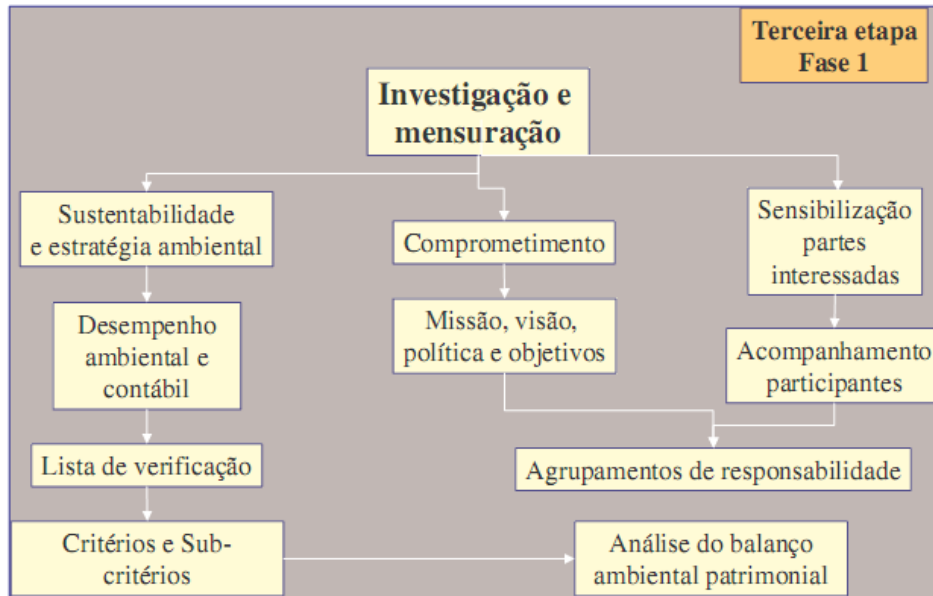 Terceira etapa
Fase 1
Investigação e
mensuração
Sustentabilidade
e estratégia ambiental
Comprometimento
Sensibilização
partes
interessadas
Desempenho
ambiental e
contábil
Missão, visão,
política e objetivos
Acompanhamento
participantes
Lista de verificação
Agrupamentos de responsabilidade
Critérios e Sub-
critérios
Análise do balanço
ambiental patrimonial